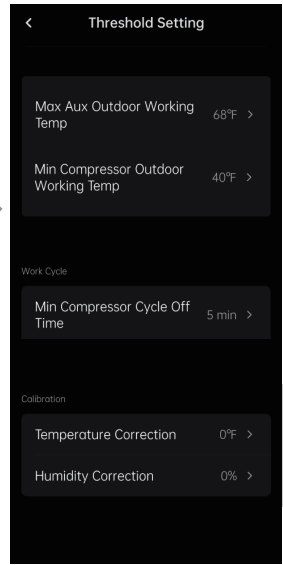 Threshold Setting
Max Aux Outdoor Working
Temp
68°F
Min Compressor Outdoor
Working Temp
40°F
Work Cycle
Min Compressor Cycle Off
Time
5 min
Calibration
Temperature Correction
0°F
Humidity Correction
0%